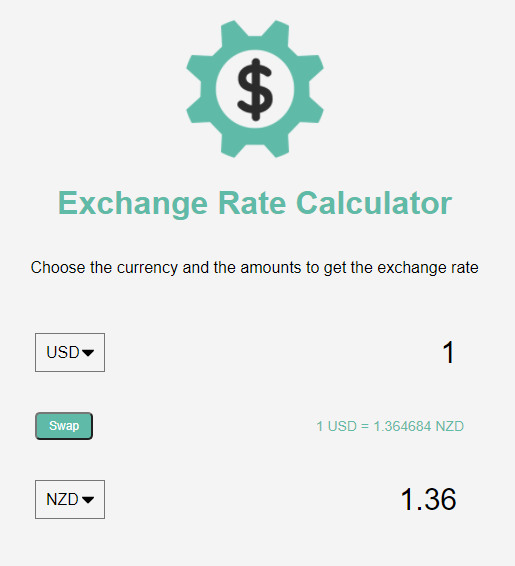 $
Exchange Rate Calculator
Choose the currency and the amounts to get the exchange rate
USD 1
Swap 1 USD = 1.364684 NZD
NZD 1.36